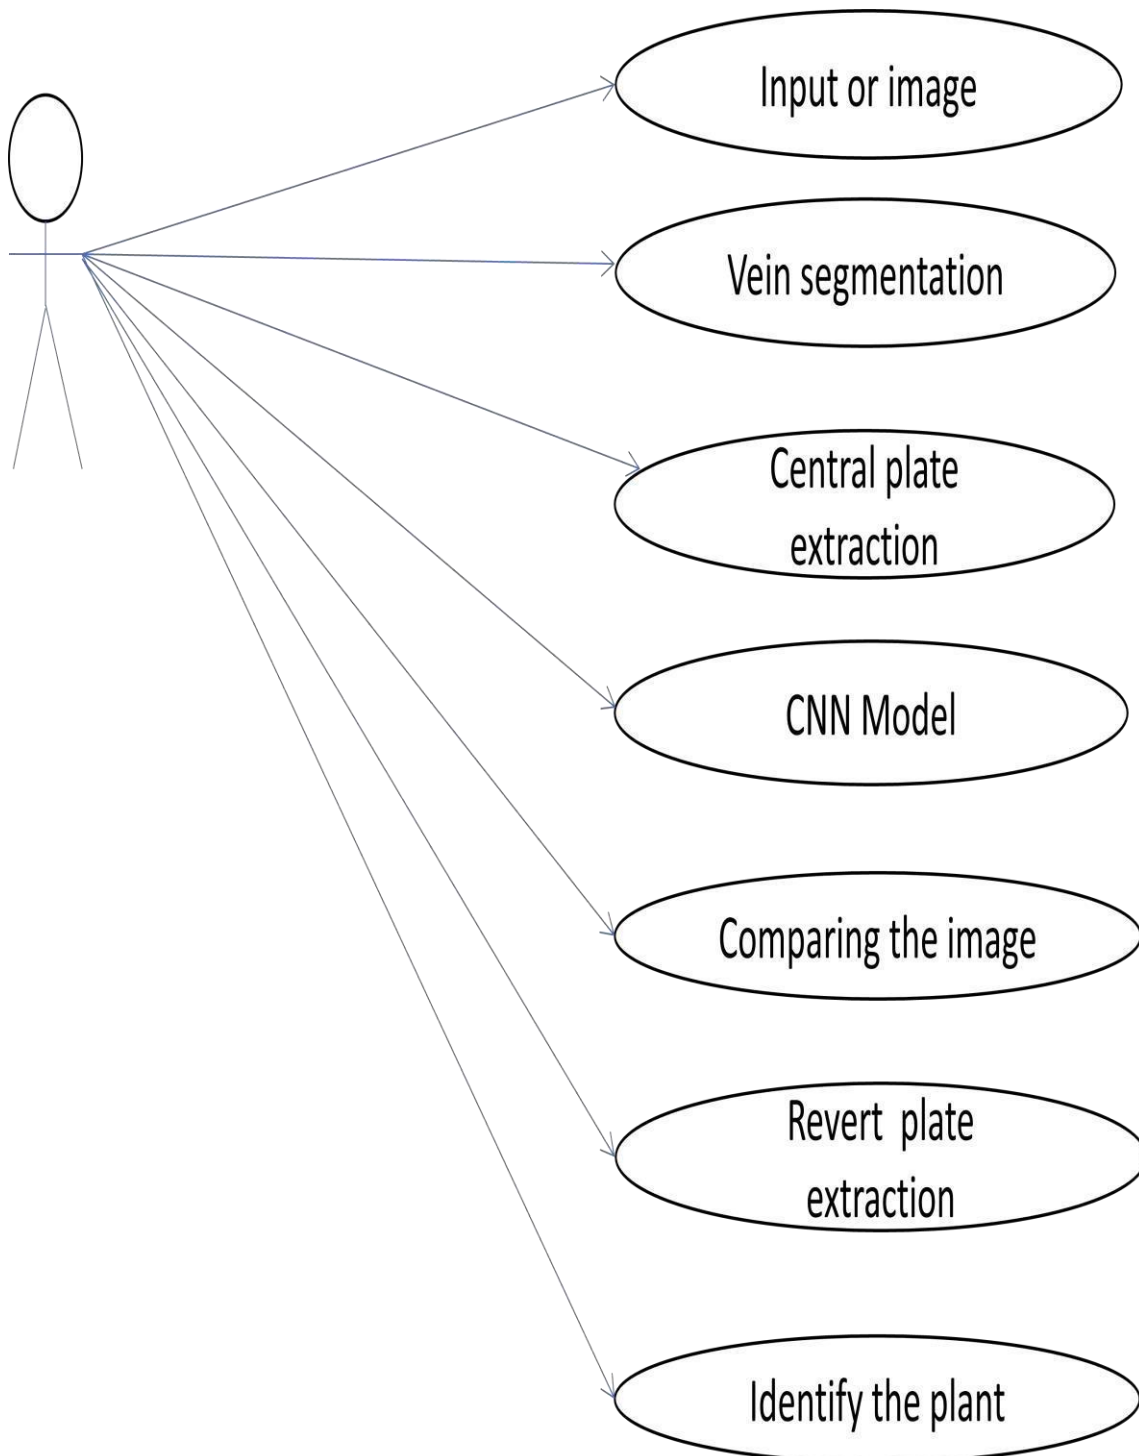 Input or image
Vein segmentation
Central plate
extraction
CNN Model
Comparing the image
Revert  plate
extraction
Identify the plant